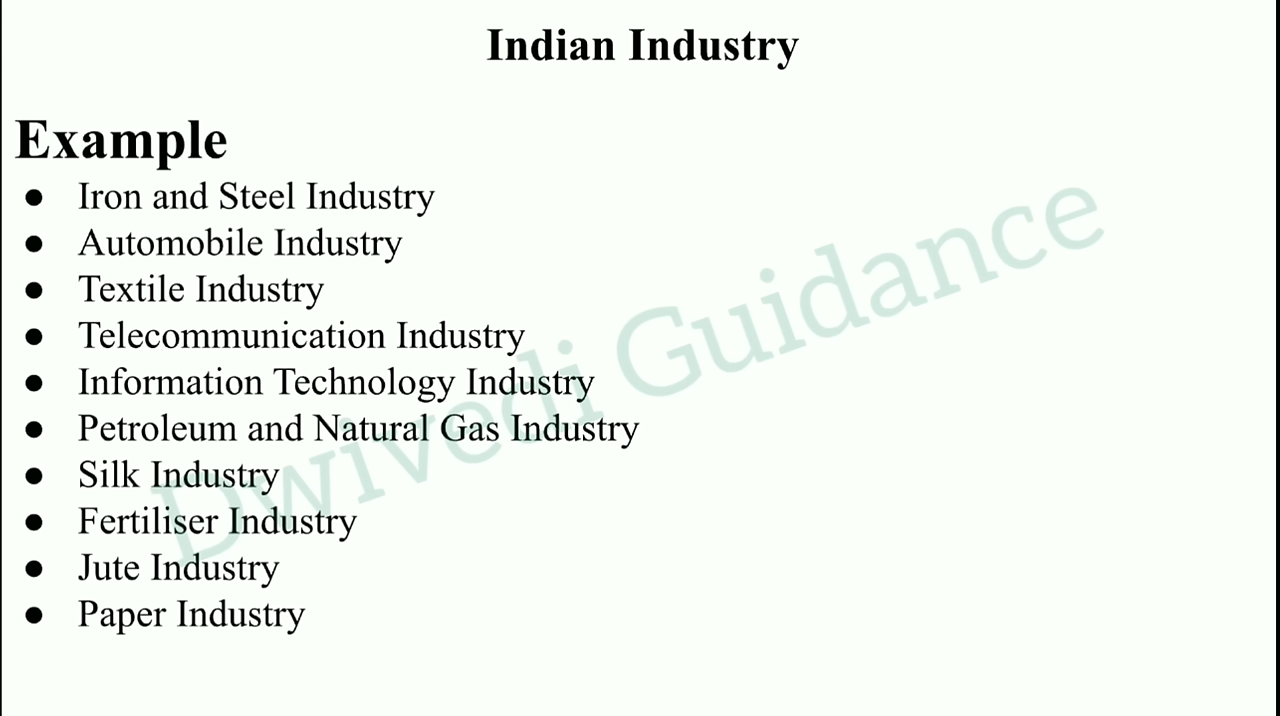 Indian Industry
Example
● Iron and Steel Industry
● Automobile Industry
● Textile Industry
● Telecommunication Industry
● Information Technology Industry
● Petroleum and Natural Gas Industry
● Silk Industry
● Fertiliser Industry
● Jute Industry
● Paper Industry
Dwivedi Guidance